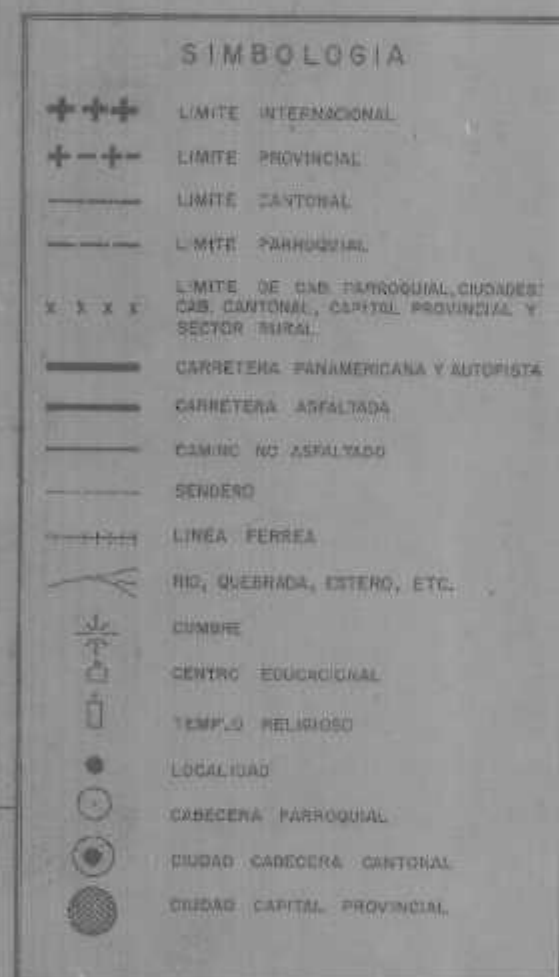 SIMBOLOGIA
LIMITE INTERNACIONAL
LIMITE PROVINCIAL
LIMITE CANTONAL
LIMITE PARROQUIAL
LIMITE DE CAB. PARROQUIAL, CIUDADES:
CAB. CANTONAL, CAPITAL PROVINCIAL Y
SECTOR RURAL.
CARRETERA PANAMERICANA Y AUTOPISTA
CARRETERA ASFALTADA
CAMINO NO ASFALTADO
SENDERO
LINEA FERREA
RIO, QUEBRADA, ESTERO, ETC.
CUMBRE
CENTRO EDUCACIONAL
TEMPLO RELIGIOSO
LOCALIDAD
CABECERA PARROQUIAL
CIUDAD CABECERA CANTONAL
CIUDAD CAPITAL PROVINCIAL